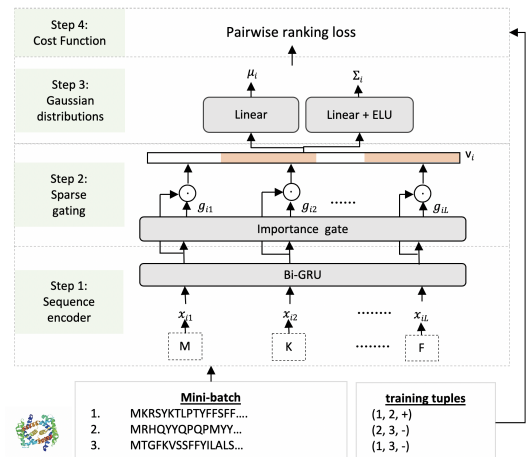 Step 4:
Cost Function
Pairwise ranking loss
Step 3:
Gaussian
distributions
μi
Σi
Linear
Linear + ELU
vi
Step 2:
Sparse
gating
gi1
gi2
......
giL
Importance gate
Step 1:
Sequence
encoder
Bi-GRU
xi1
xi2
........
xiL
M
K
........
F
Mini-batch
1. MKRSYKTLPTYFFSFF....
2. MRHQYYQPQPMYY...
3. MTGFKVSSFFYILALS...
training tuples
(1, 2, +)
(2, 3, -)
(1, 3, -)